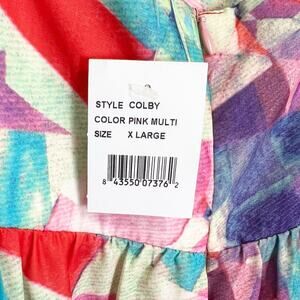 STYLE COLBY
COLOR PINK MULTI
SIZE X LARGE
8 43550 07376 2